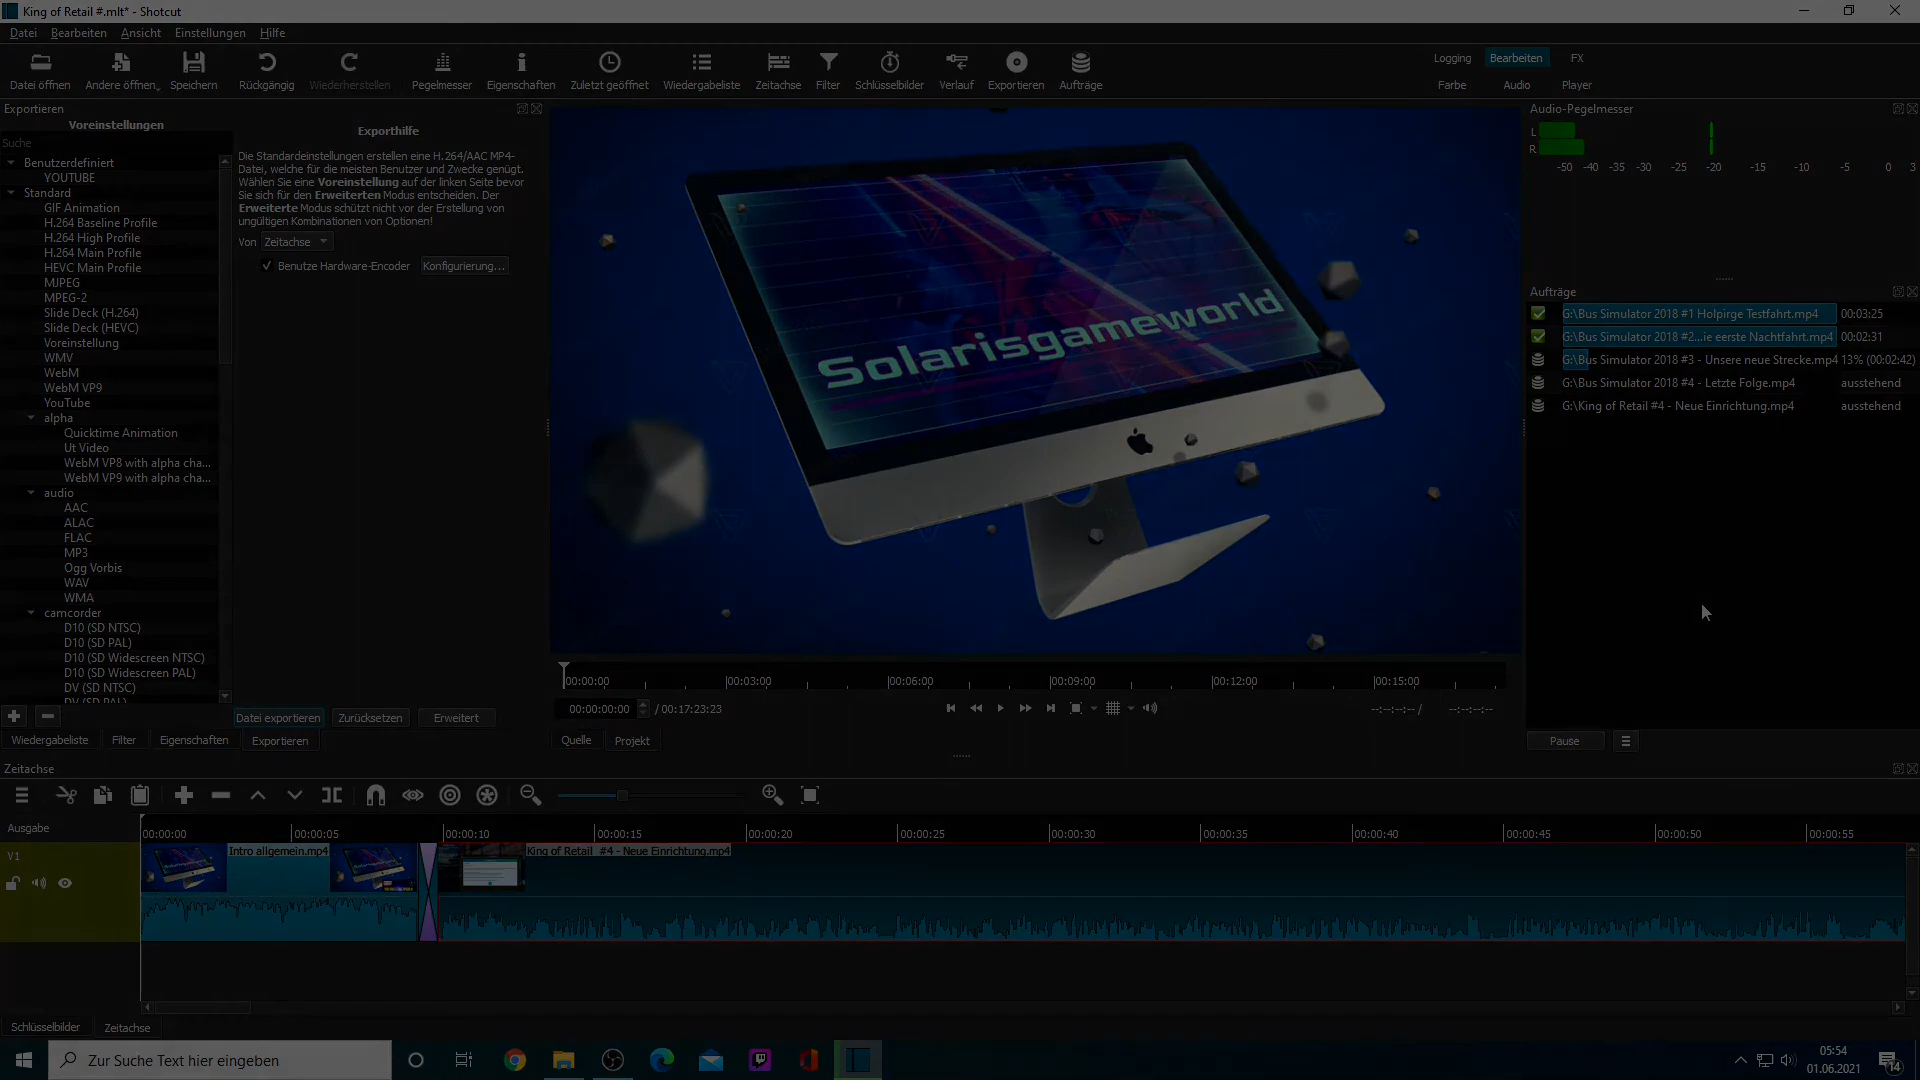 King of Retail #.mlt* - Shotcut
Datei Bearbeiten Ansicht Einstellungen Hilfe
Datei öffnen Andere öffnen... Speichern Rückgängig Wiederherstellen Pegelmesser Eigenschaften Zuletzt geöffnet Wiedergabeliste Zeitachse Filter Schlüsselbilder Verlauf Exportieren Aufträge
Logging Bearbeiten FX
Farbe Audio Player
Exportieren
Voreinstellungen
Suche
Benutzerdefiniert
YOUTUBE
Standard
GIF Animation
H.264 Baseline Profile
H.264 High Profile
H.264 Main Profile
HEVC Main Profile
MJPEG
MPEG-2
Slide Deck (H.264)
Slide Deck (HEVC)
Voreinstellung
WMV
WebM
WebM VP9
YouTube
alpha
Quicktime Animation
Ut Video
WebM VP8 with alpha cha...
WebM VP9 with alpha cha...
audio
AAC
ALAC
FLAC
MP3
Ogg Vorbis
WAV
WMA
camcorder
D10 (SD NTSC)
D10 (SD PAL)
D10 (SD Widescreen NTSC)
D10 (SD Widescreen PAL)
DV (SD NTSC)
DV (SD PAL)
Exporthilfe
Die Standardeinstellungen erstellen eine H.264/AAC MP4-
Datei, welche für die meisten Benutzer und Zwecke genügt.
Wählen Sie eine Voreinstellung auf der linken Seite bevor
Sie sich für den Erweiterten Modus entscheiden. Der
Erweiterte Modus schützt nicht vor der Erstellung von
ungültigen Kombinationen von Optionen!
Von Zeitachse
Benutze Hardware-Encoder Konfigurierung...
Datei exportieren Zurücksetzen Erweitert
Wiedergabeliste Filter Eigenschaften Exportieren
Solarisgameworld
00:00:00 00:03:00 00:06:00 00:09:00 00:12:00 00:15:00
00:00:00:00 / 00:17:23:23 --:--:--:-- / --:--:--:--
Quelle Projekt
Audio-Pegelmesser
L
R
-50 -40 -35 -30 -25 -20 -15 -10 -5 0 3
Aufträge
G:\Bus Simulator 2018 #1 Holpirge Testfahrt.mp4 00:03:25
G:\Bus Simulator 2018 #2...ie eerste Nachtfahrt.mp4 00:02:31
G:\Bus Simulator 2018 #3 - Unsere neue Strecke.mp4 13% (00:02:42)
G:\Bus Simulator 2018 #4 - Letzte Folge.mp4 ausstehend
G:\King of Retail #4 - Neue Einrichtung.mp4 ausstehend
Pause
Zeitachse
Ausgabe
00:00:00 00:00:05 00:00:10 00:00:15 00:00:20 00:00:25 00:00:30 00:00:35 00:00:40 00:00:45 00:00:50 00:00:55
V1
Intro allgemein.mp4 King of Retail #4 - Neue Einrichtung.mp4
Schlüsselbilder Zeitachse
Zur Suche Text hier eingeben
05:54
01.06.2021
14